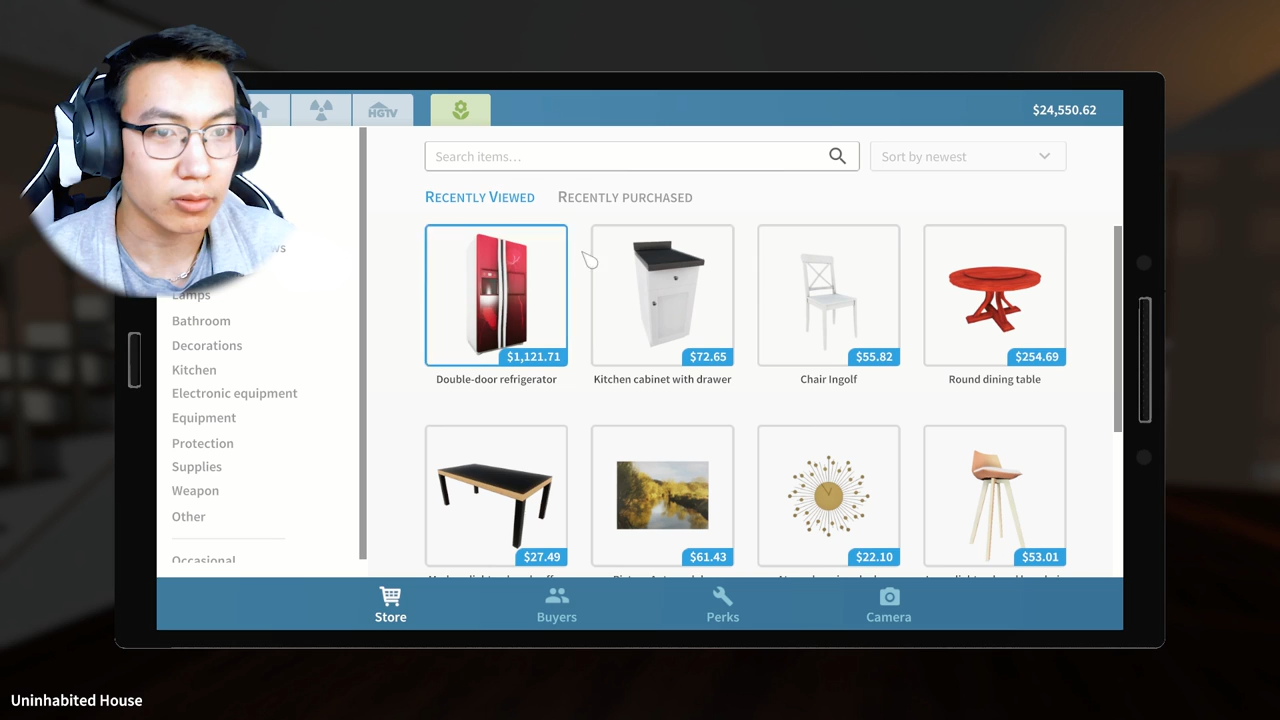 HGTV
$24,550.62
Search items...
Sort by newest
RECENTLY VIEWED
RECENTLY PURCHASED
$1,121.71
$72.65
$55.82
$254.69
Double-door refrigerator
Kitchen cabinet with drawer
Chair Ingolf
Round dining table
$27.49
$61.43
$22.10
$53.01
Lamps
Bathroom
Decorations
Kitchen
Electronic equipment
Equipment
Protection
Supplies
Weapon
Other
Occasional
Store
Buyers
Perks
Camera
Uninhabited House